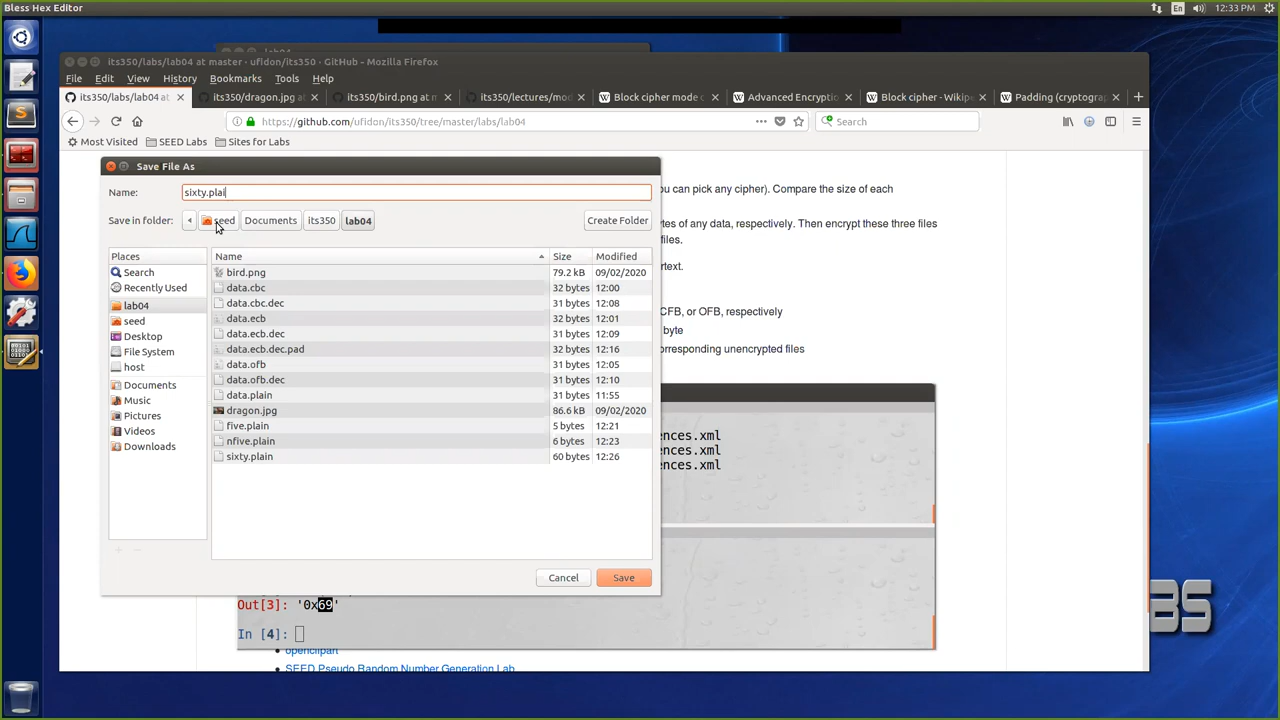 Bless Hex Editor
En
12:33 PM
its350/labs/lab04 at master · ufidon/its350 · GitHub - Mozilla Firefox
File Edit View History Bookmarks Tools Help
its350/labs/lab04 at
its350/dragon.jpg at
its350/bird.png at m
its350/lectures/mod
Block cipher mode o
Advanced Encryptio
Block cipher - Wikipe
Padding (cryptograp
https://github.com/ufidon/its350/tree/master/labs/lab04
Search
Most Visited SEED Labs Sites for Labs
Save File As
Name: sixty.plai
Save in folder: seed Documents its350 lab04 Create Folder
Places
Search
Recently Used
lab04
seed
Desktop
File System
host
Documents
Music
Pictures
Videos
Downloads
Name Size Modified
bird.png 79.2 kB 09/02/2020
data.cbc 32 bytes 12:00
data.cbc.dec 31 bytes 12:08
data.ecb 32 bytes 12:01
data.ecb.dec 31 bytes 12:09
data.ecb.dec.pad 32 bytes 12:16
data.ofb 31 bytes 12:05
data.ofb.dec 31 bytes 12:10
data.plain 31 bytes 11:55
dragon.jpg 86.6 kB 09/02/2020
five.plain 5 bytes 12:21
nfive.plain 6 bytes 12:23
sixty.plain 60 bytes 12:26
Cancel Save
ou can pick any cipher). Compare the size of each
tes of any data, respectively. Then encrypt these three
files.
text.
CFB, or OFB, respectively
byte
orresponding unencrypted files
ences.xml
ences.xml
ences.xml
Out[3]: '0x69'
In [4]:
openclipart
SEED Pseudo Random Number Generation Lab
BS